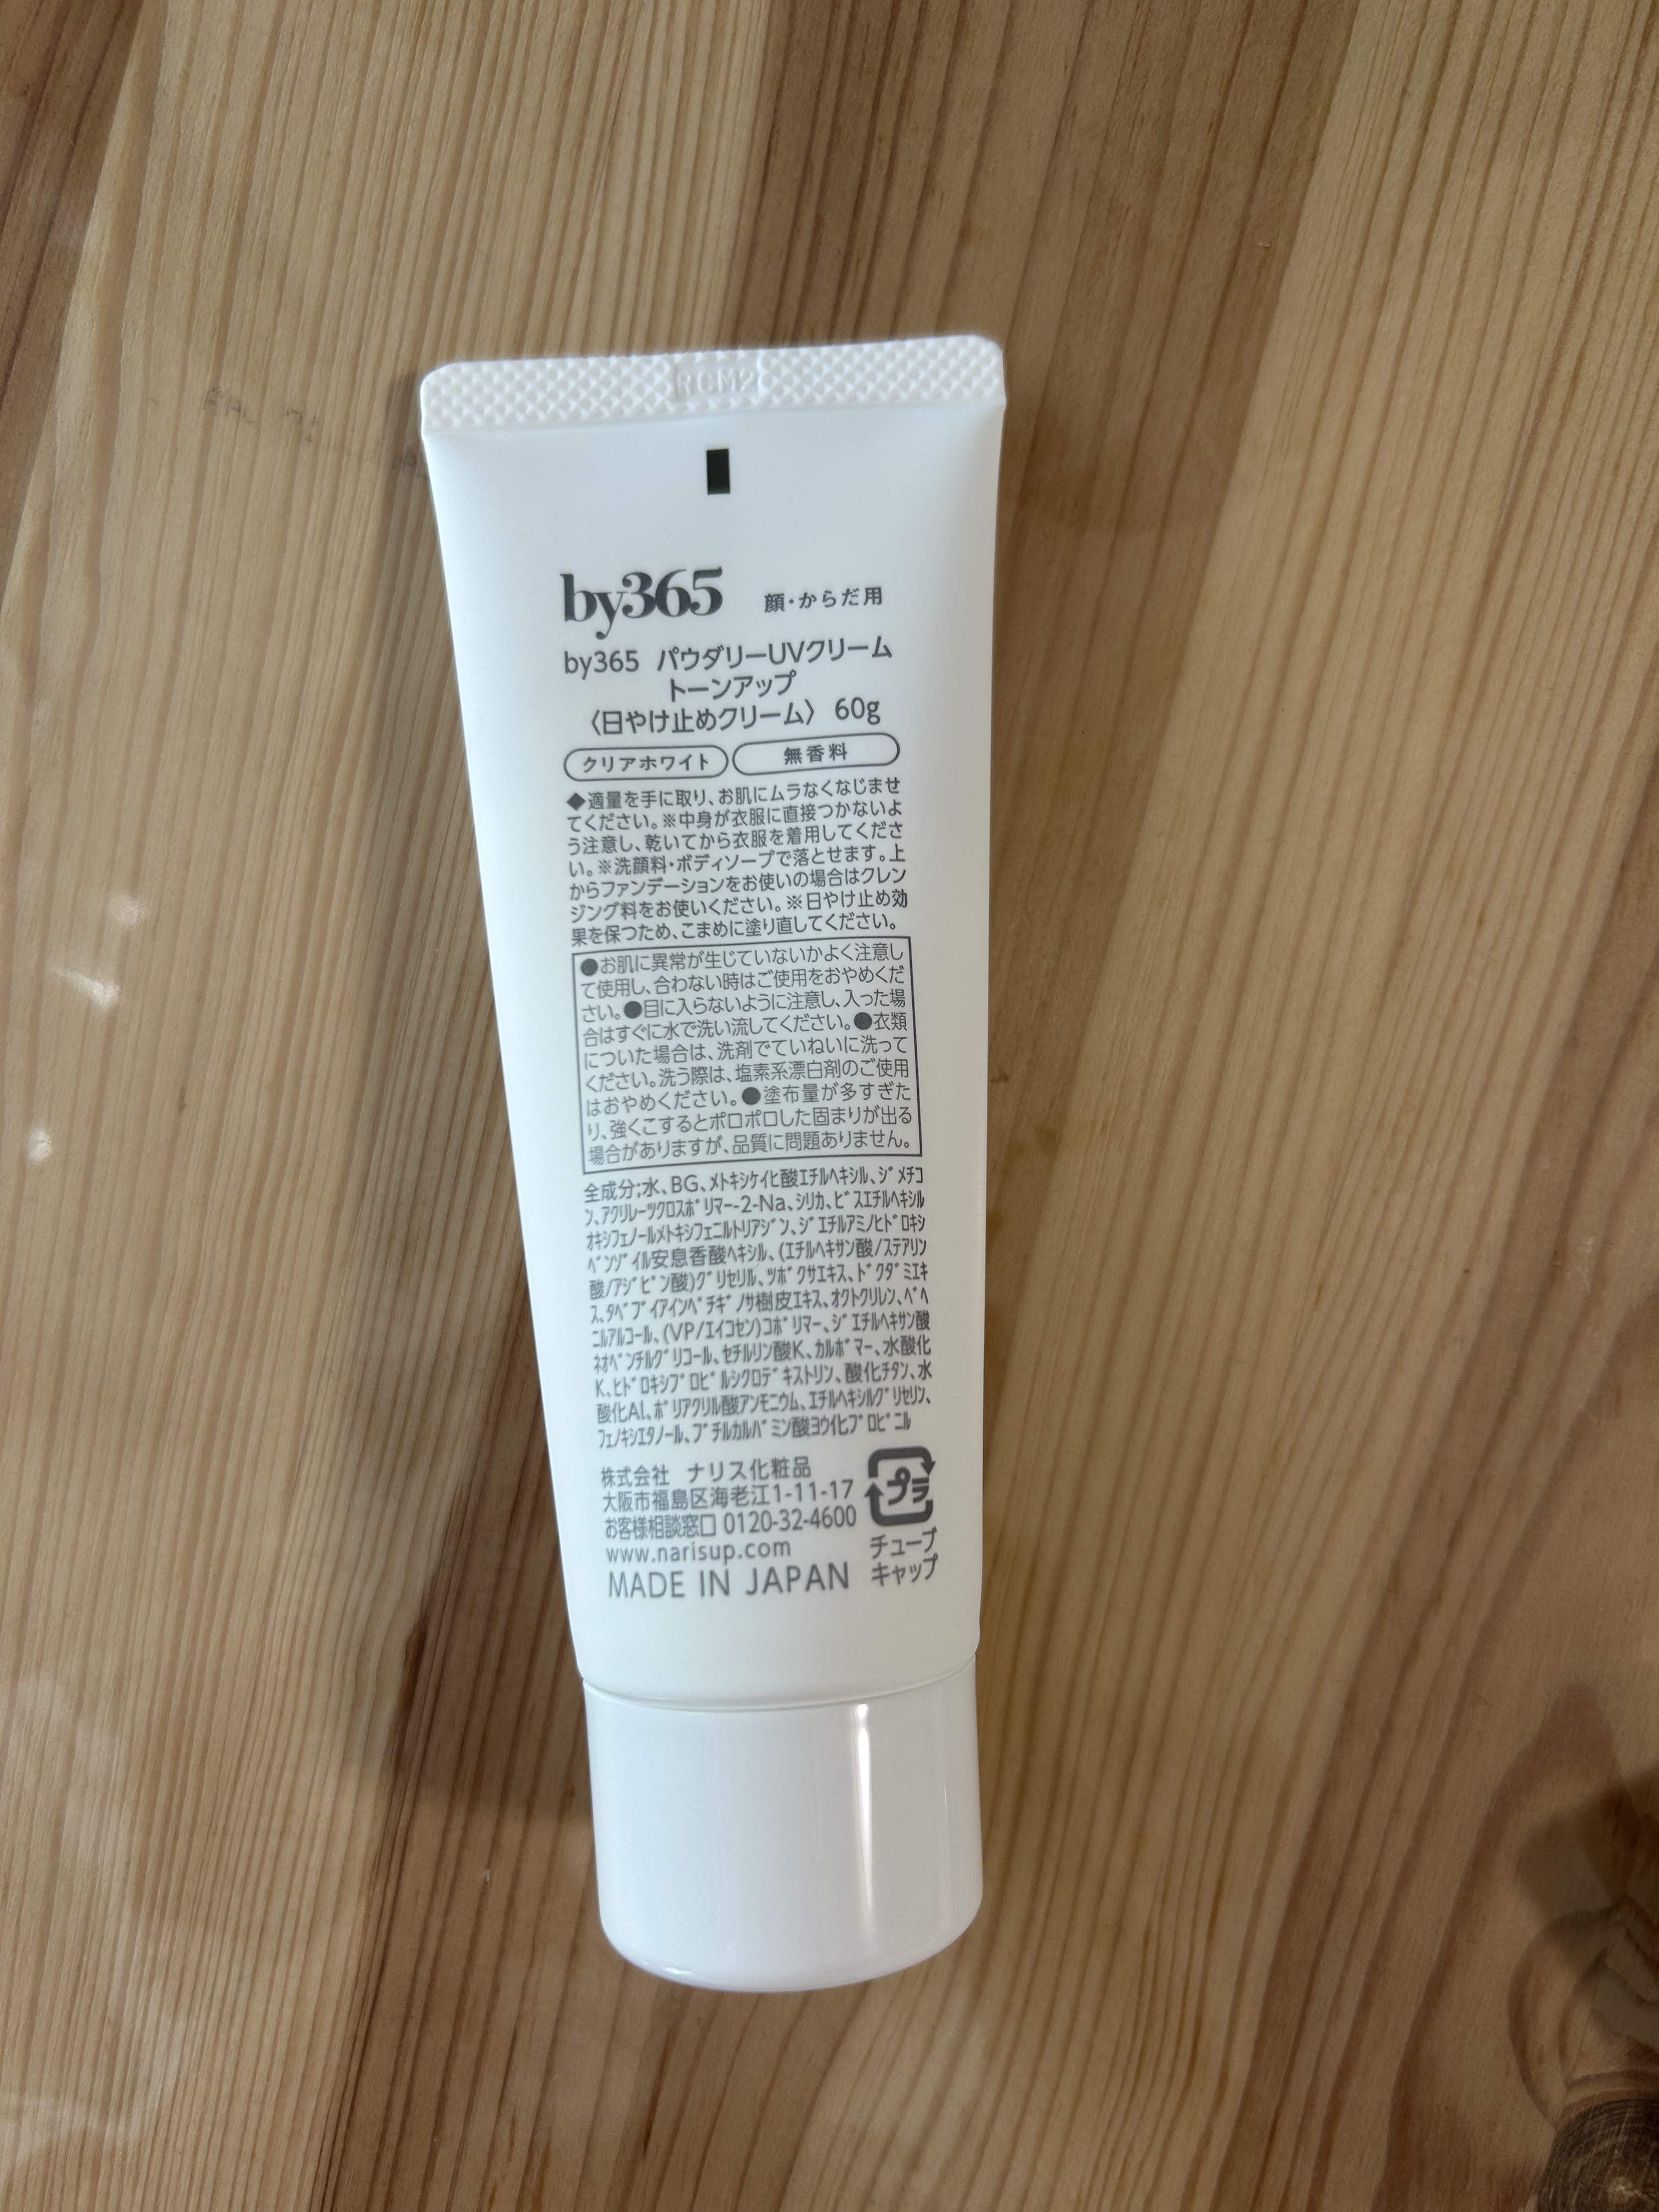 RCM2
by365 顔・からだ用
by365 パウダリーUVクリーム
トーンアップ
〈日やけ止めクリーム〉 60g
クリアホワイト 無香料
◆適量を手に取り、お肌にムラなくなじませ
てください。※中身が衣服に直接つかないよ
う注意し、乾いてから衣服を着用してくださ
い。※洗顔料・ボディソープで落とせます。上
からファンデーションをお使いの場合はクレン
ジング料をお使いください。※日やけ止め効
果を保つため、こまめに塗り直してください。
●お肌に異常が生じていないかよく注意し
て使用し、合わない時はご使用をおやめくだ
さい。●目に入らないように注意し、入った場
合はすぐに水で洗い流してください。●衣類
についた場合は、洗剤でていねいに洗って
ください。洗う際は、塩素系漂白剤のご使用
はおやめください。●塗布量が多すぎた
り、強くこするとポロポロした固まりが出る
場合がありますが、品質に問題ありません。
全成分;水、BG、ﾒﾄｷｼｹｲﾋ酸ｴﾁﾙﾍｷｼﾙ、ｼﾞﾒﾁｺ
ﾝ、ｱｸﾘﾚｰﾂｸﾛｽﾎﾟﾘﾏｰ-2-Na、ｼﾘｶ、ﾋﾞｽｴﾁﾙﾍｷｼﾙ
ｵｷｼﾌｪﾉｰﾙﾒﾄｷｼﾌｪﾆﾙﾄﾘｱｼﾞﾝ、ｼﾞｴﾁﾙｱﾐﾉﾋﾄﾞﾛｷｼ
ﾍﾞﾝｿﾞｲﾙ安息香酸ﾍｷｼﾙ、(ｴﾁﾙﾍｷｻﾝ酸/ｽﾃｱﾘﾝ
酸/ｱｼﾞﾋﾟﾝ酸)ｸﾞﾘｾﾘﾙ、ﾂﾎﾞｸｻｴｷｽ、ﾄﾞｸﾀﾞﾐｴｷ
ｽ、ﾀﾍﾞﾌﾞｲｱｲﾝﾍﾟﾁｷﾞﾉｻ樹皮ｴｷｽ、ｵｸﾄｸﾘﾚﾝ、ﾍﾞﾍ
ﾆﾙｱﾙｺｰﾙ、(VP/ｴｲｺｾﾝ)ｺﾎﾟﾘﾏｰ、ｼﾞｴﾁﾙﾍｷｻﾝ酸
ﾈｵﾍﾟﾝﾁﾙｸﾞﾘｺｰﾙ、ｾﾁﾙﾘﾝ酸K、ｶﾙﾎﾞﾏｰ、水酸化
K、ﾋﾄﾞﾛｷｼﾌﾟﾛﾋﾟﾙｼｸﾛﾃﾞｷｽﾄﾘﾝ、酸化ﾁﾀﾝ、水
酸化Al、ﾎﾟﾘｱｸﾘﾙ酸ｱﾝﾓﾆｳﾑ、ｴﾁﾙﾍｷｼﾙｸﾞﾘｾﾘﾝ、
ﾌｪﾉｷｼｴﾀﾉｰﾙ、ﾌﾞﾁﾙｶﾙﾊﾞﾐﾝ酸ﾖｳ化ﾌﾟﾛﾋﾟﾆﾙ
株式会社 ナリス化粧品
大阪市福島区海老江1-11-17
お客様相談窓口 0120-32-4600
www.narisup.com
MADE IN JAPAN
プラ
チューブ
キャップ